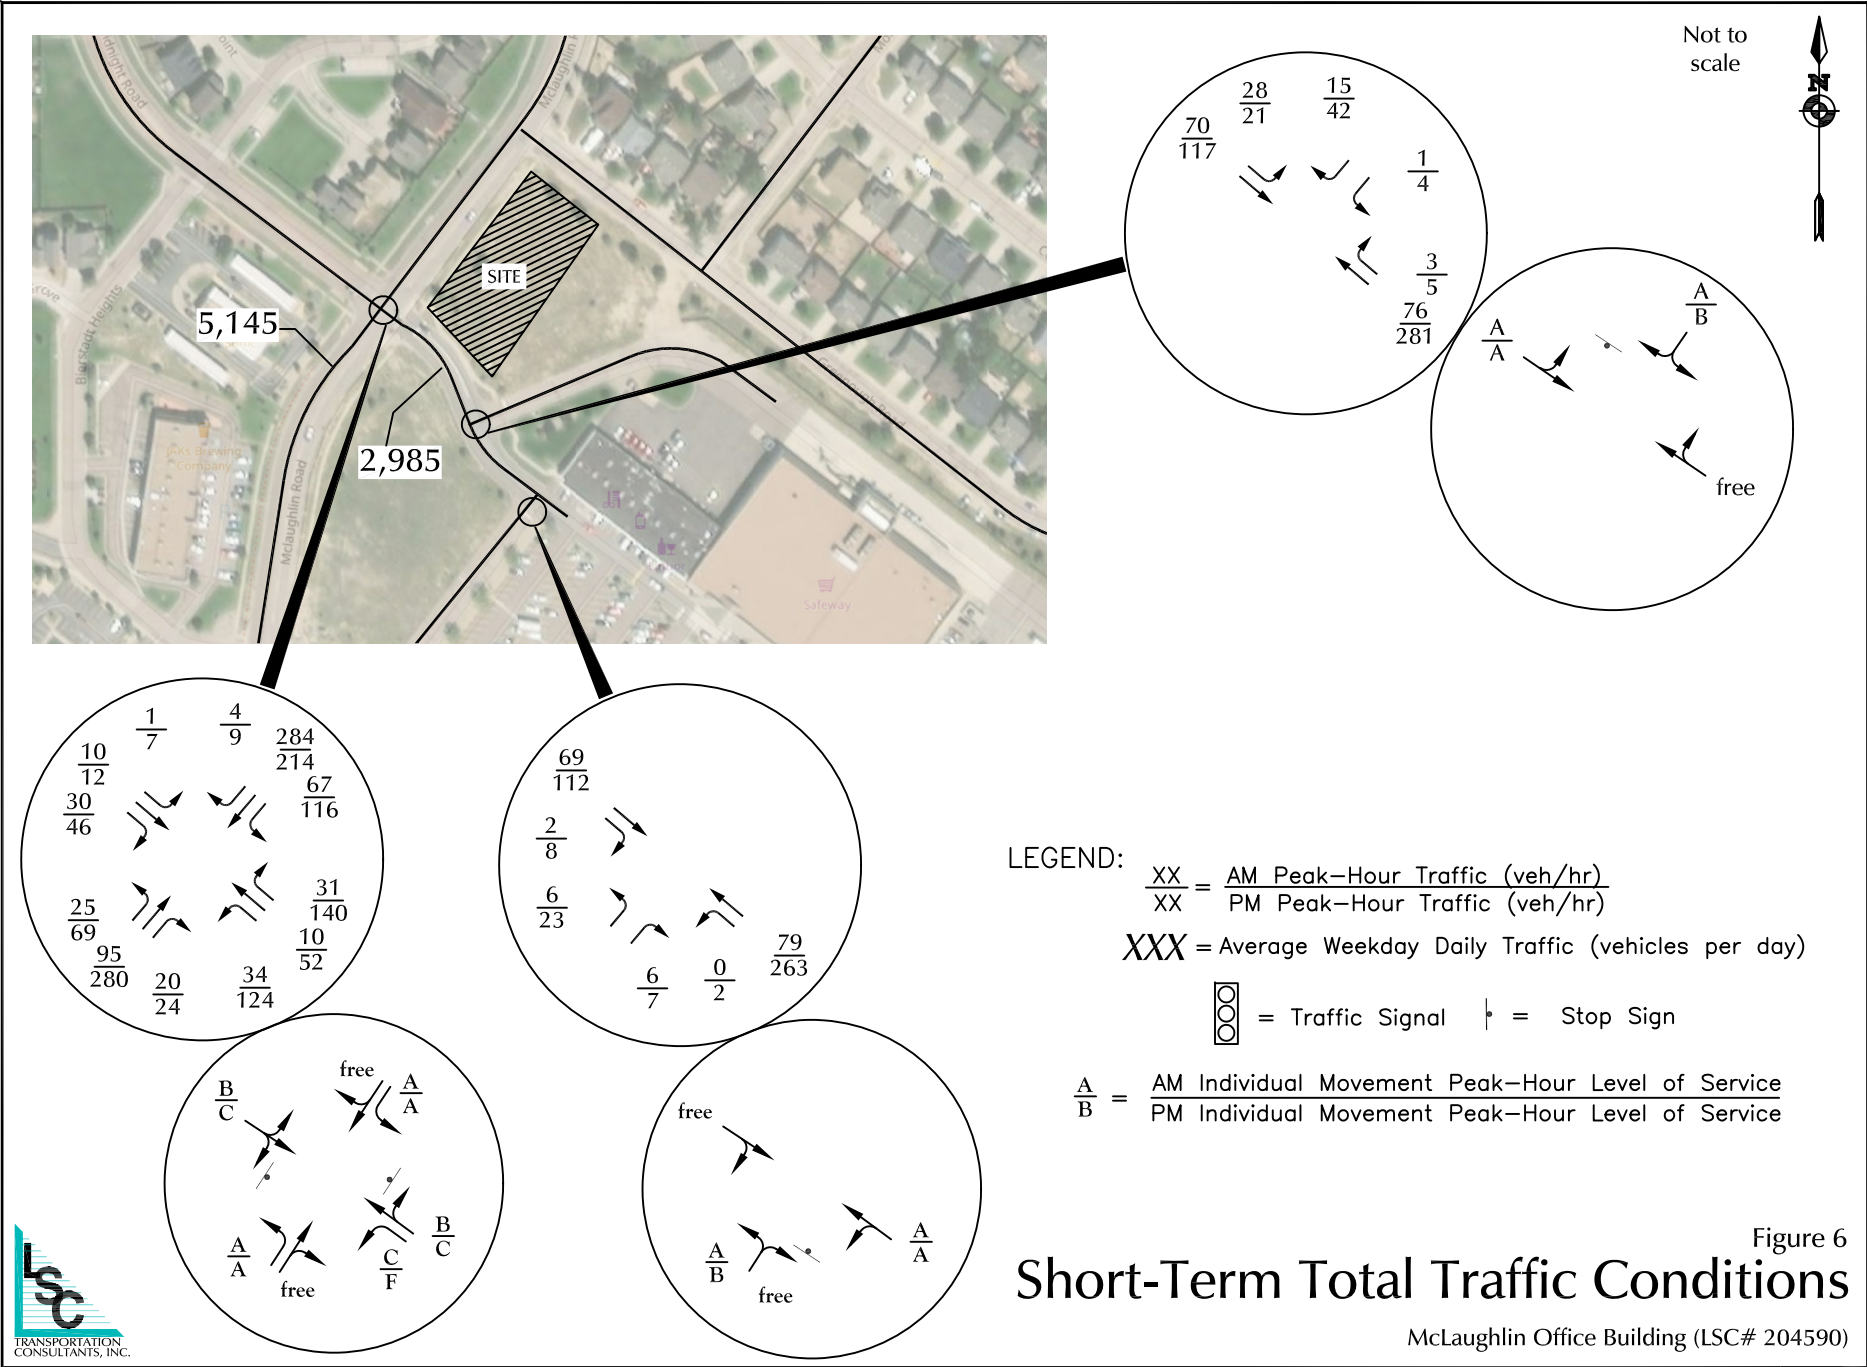 Not to
scale
N
Mclaughlin Road
Bierstadt Heights
JAKs Brewing
Company
Safeway
SITE
5,145
2,985
28
21
15
42
70
117
1
4
3
5
76
281
A
A
A
B
free
1
7
4
9
284
214
10
12
67
116
30
46
25
69
31
140
95
280
10
52
20
24
34
124
69
112
2
8
6
23
79
263
6
7
0
2
free
B
C
A
A
A
A
free
C
F
B
C
free
A
B
free
A
A
LEGEND:
XX = AM Peak-Hour Traffic (veh/hr)
XX PM Peak-Hour Traffic (veh/hr)
XXX = Average Weekday Daily Traffic (vehicles per day)
= Traffic Signal = Stop Sign
A = AM Individual Movement Peak-Hour Level of Service
B PM Individual Movement Peak-Hour Level of Service
Figure 6
Short-Term Total Traffic Conditions
McLaughlin Office Building (LSC# 204590)
LSC
TRANSPORTATION
CONSULTANTS, INC.